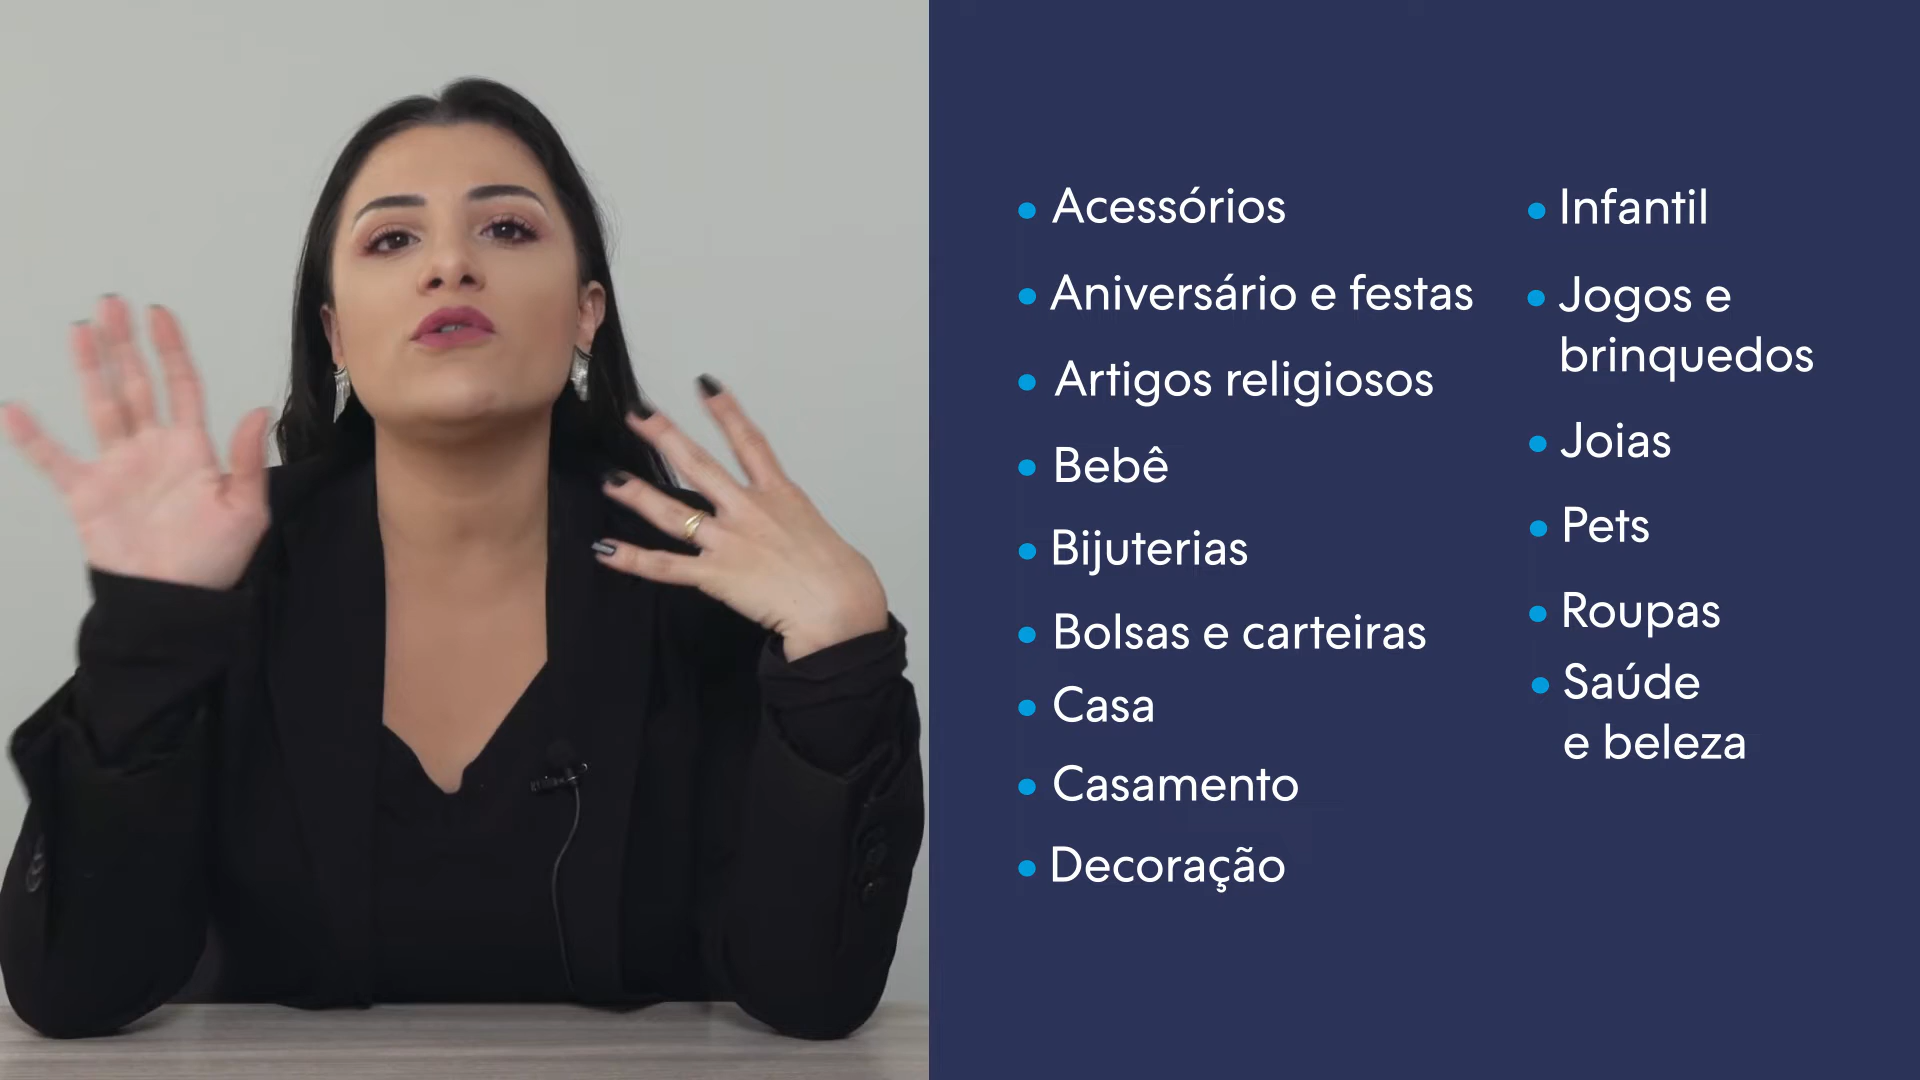 Acessórios
Aniversário e festas
Artigos religiosos
Bebê
Bijuterias
Bolsas e carteiras
Casa
Casamento
Decoração
Infantil
Jogos e
brinquedos
Joias
Pets
Roupas
Saúde
e beleza